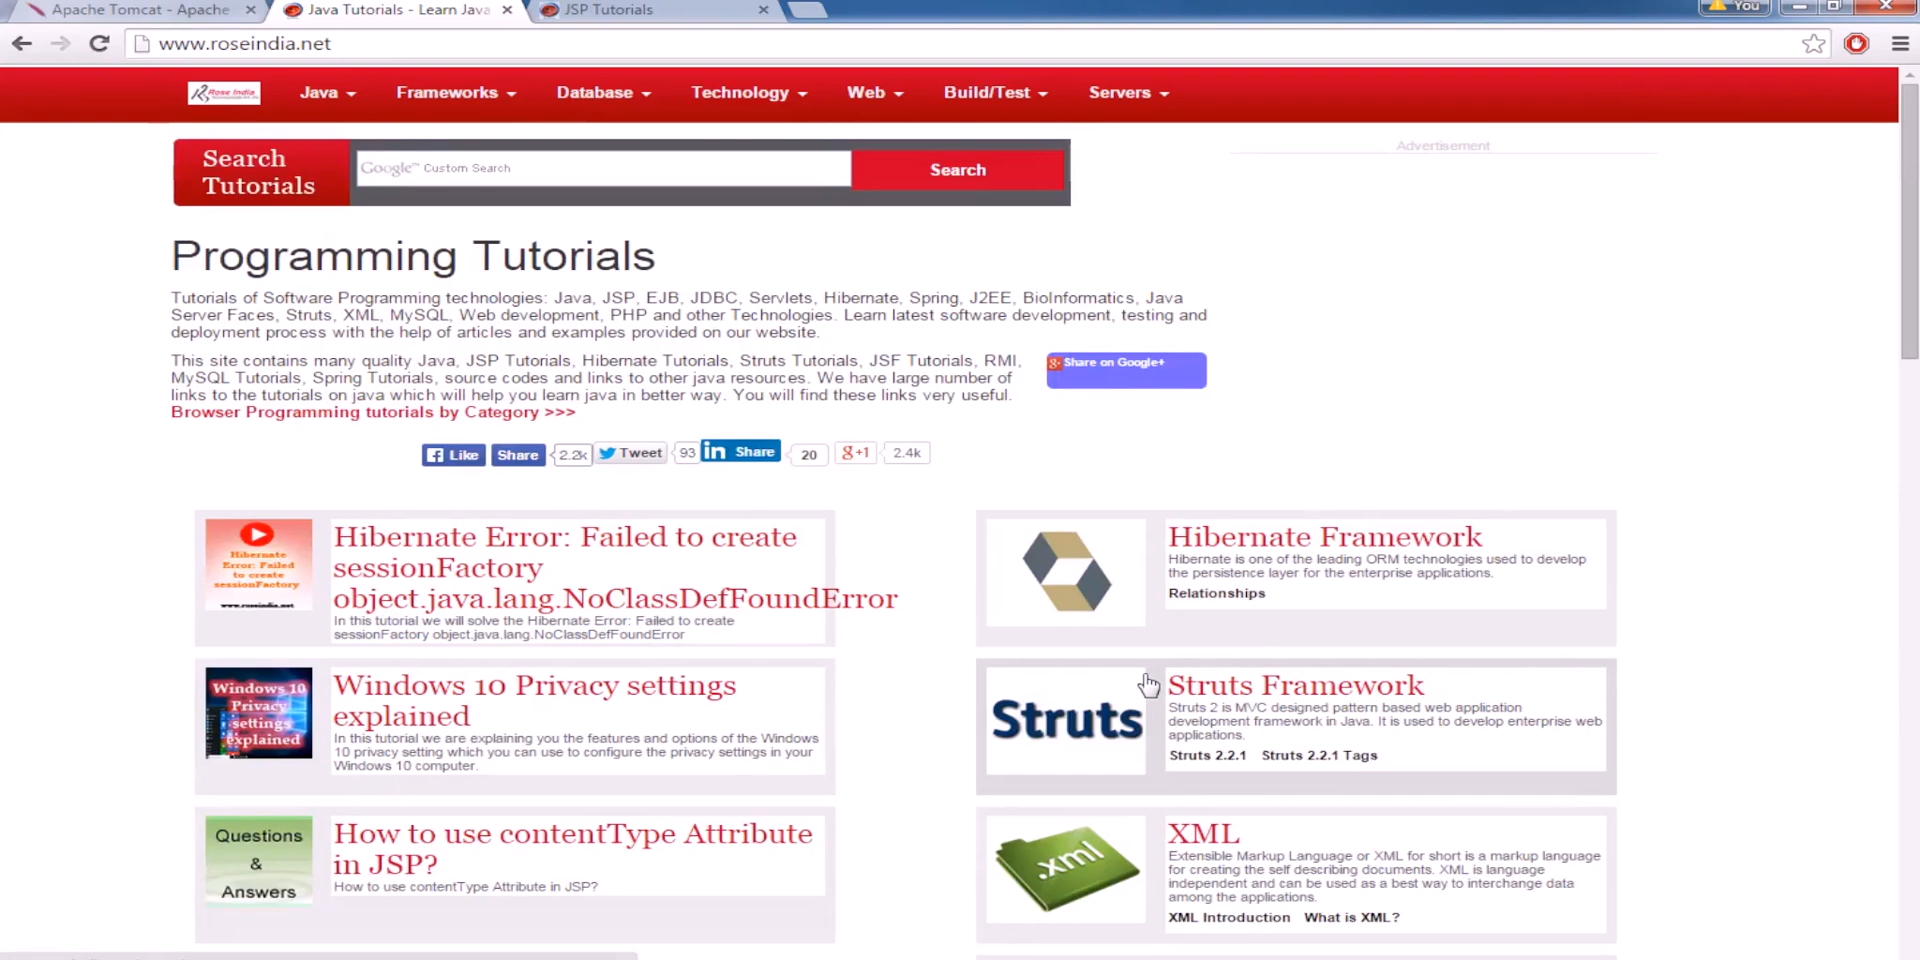 Apache Tomcat - Apache
Java Tutorials - Learn Java
JSP Tutorials
You
www.roseindia.net
Rose India
Java
Frameworks
Database
Technology
Web
Build/Test
Servers
Search
Tutorials
Google™ Custom Search
Search
Advertisement
Programming Tutorials
Tutorials of Software Programming technologies: Java, JSP, EJB, JDBC, Servlets, Hibernate, Spring, J2EE, BioInformatics, Java
Server Faces, Struts, XML, MySQL, Web development, PHP and other Technologies. Learn latest software development, testing and
deployment process with the help of articles and examples provided on our website.
This site contains many quality Java, JSP Tutorials, Hibernate Tutorials, Struts Tutorials, JSF Tutorials, RMI,
MySQL Tutorials, Spring Tutorials, source codes and links to other java resources. We have large number of
links to the tutorials on java which will help you learn java in better way. You will find these links very useful.
Browser Programming tutorials by Category >>>
Share on Google+
Like
Share
2.2k
Tweet
93
in Share
20
g+1
2.4k
Hibernate
Error: Failed
to create
sessionFactory
www.roseindia.net
Hibernate Error: Failed to create
sessionFactory
object.java.lang.NoClassDefFoundError
In this tutorial we will solve the Hibernate Error: Failed to create
sessionFactory object.java.lang.NoClassDefFoundError
Hibernate Framework
Hibernate is one of the leading ORM technologies used to develop
the persistence layer for the enterprise applications.
Relationships
Windows 10
Privacy
settings
explained
Windows 10 Privacy settings
explained
In this tutorial we are explaining you the features and options of the Windows
10 privacy setting which you can use to configure the privacy settings in your
Windows 10 computer.
Struts
Struts Framework
Struts 2 is MVC designed pattern based web application
development framework in Java. It is used to develop enterprise web
applications.
Struts 2.2.1 Struts 2.2.1 Tags
Questions
&
Answers
How to use contentType Attribute
in JSP?
How to use contentType Attribute in JSP?
.xml
XML
Extensible Markup Language or XML for short is a markup language
for creating the self describing documents. XML is language
independent and can be used as a best way to interchange data
among the applications.
XML Introduction What is XML?